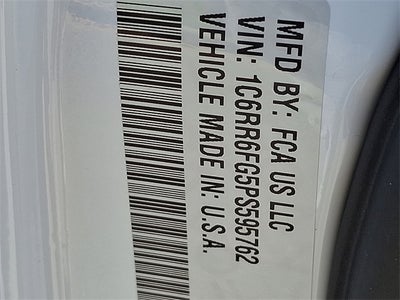 MFD BY: FCA US LLC
VIN: 1C6RR6FG5PS595762
VEHICLE MADE IN: U.S.A.